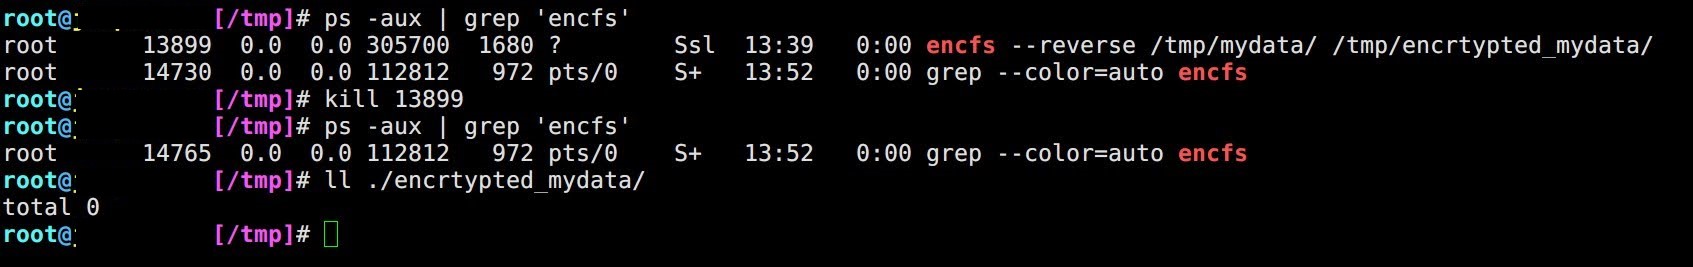 root@ [/tmp]# ps -aux | grep 'encfs'
root 13899 0.0 0.0 305700 1680 ? Ssl 13:39 0:00 encfs --reverse /tmp/mydata/ /tmp/encrtypted_mydata/
root 14730 0.0 0.0 112812 972 pts/0 S+ 13:52 0:00 grep --color=auto encfs
root@ [/tmp]# kill 13899
root@ [/tmp]# ps -aux | grep 'encfs'
root 14765 0.0 0.0 112812 972 pts/0 S+ 13:52 0:00 grep --color=auto encfs
root@ [/tmp]# ll ./encrtypted_mydata/
total 0
root@ [/tmp]#